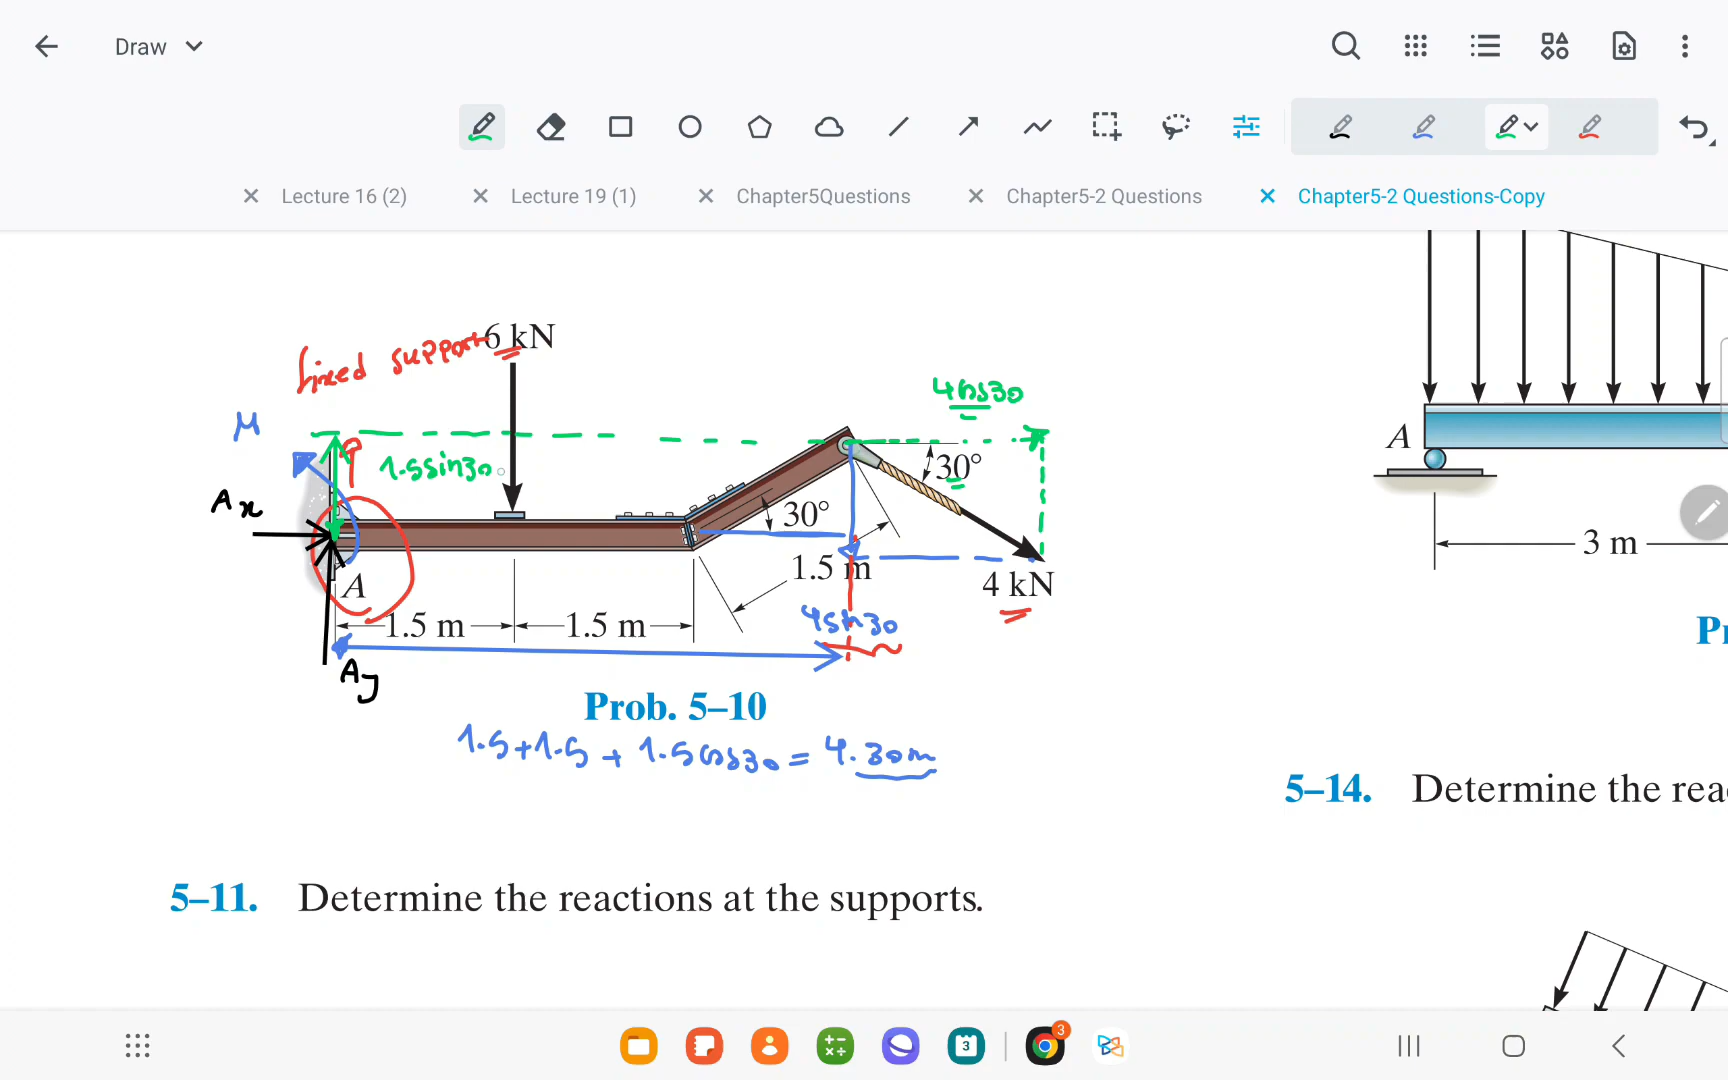 Draw
Lecture 16 (2)
Lecture 19 (1)
Chapter5Questions
Chapter5-2 Questions
Chapter5-2 Questions-Copy
fixed support
6 kN
4cos30
M
1.5sin30
30°
Ax
30°
A
3 m
1.5 m
A
4 kN
1.5 m
1.5 m
4sin30
Ay
Prob. 5–10
1.5+1.5 + 1.5cos30 = 4.30m
5–14. Determine the rea
5–11. Determine the reactions at the supports.
3
3